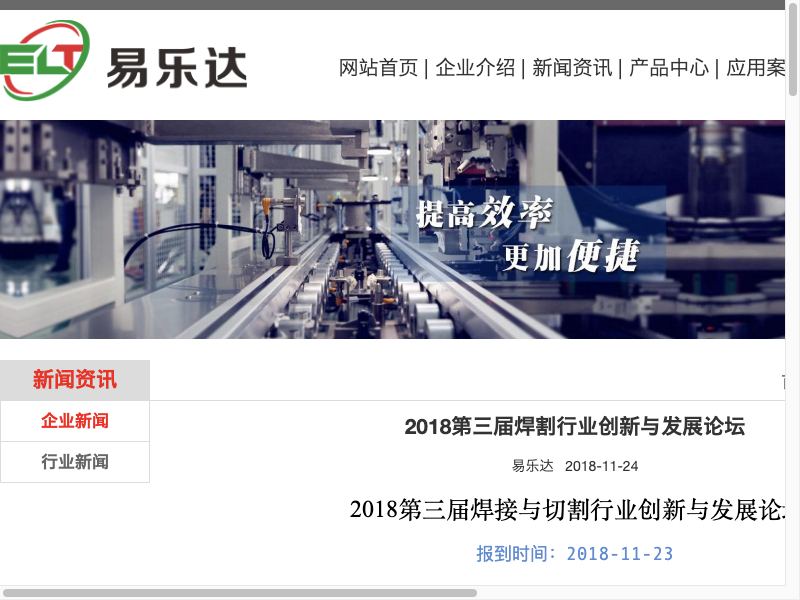 ELT 易乐达
网站首页 | 企业介绍 | 新闻资讯 | 产品中心 | 应用案
提高效率
更加便捷
新闻资讯
企业新闻
行业新闻
2018第三届焊割行业创新与发展论坛
易乐达 2018-11-24
2018第三届焊接与切割行业创新与发展论
报到时间：2018-11-23